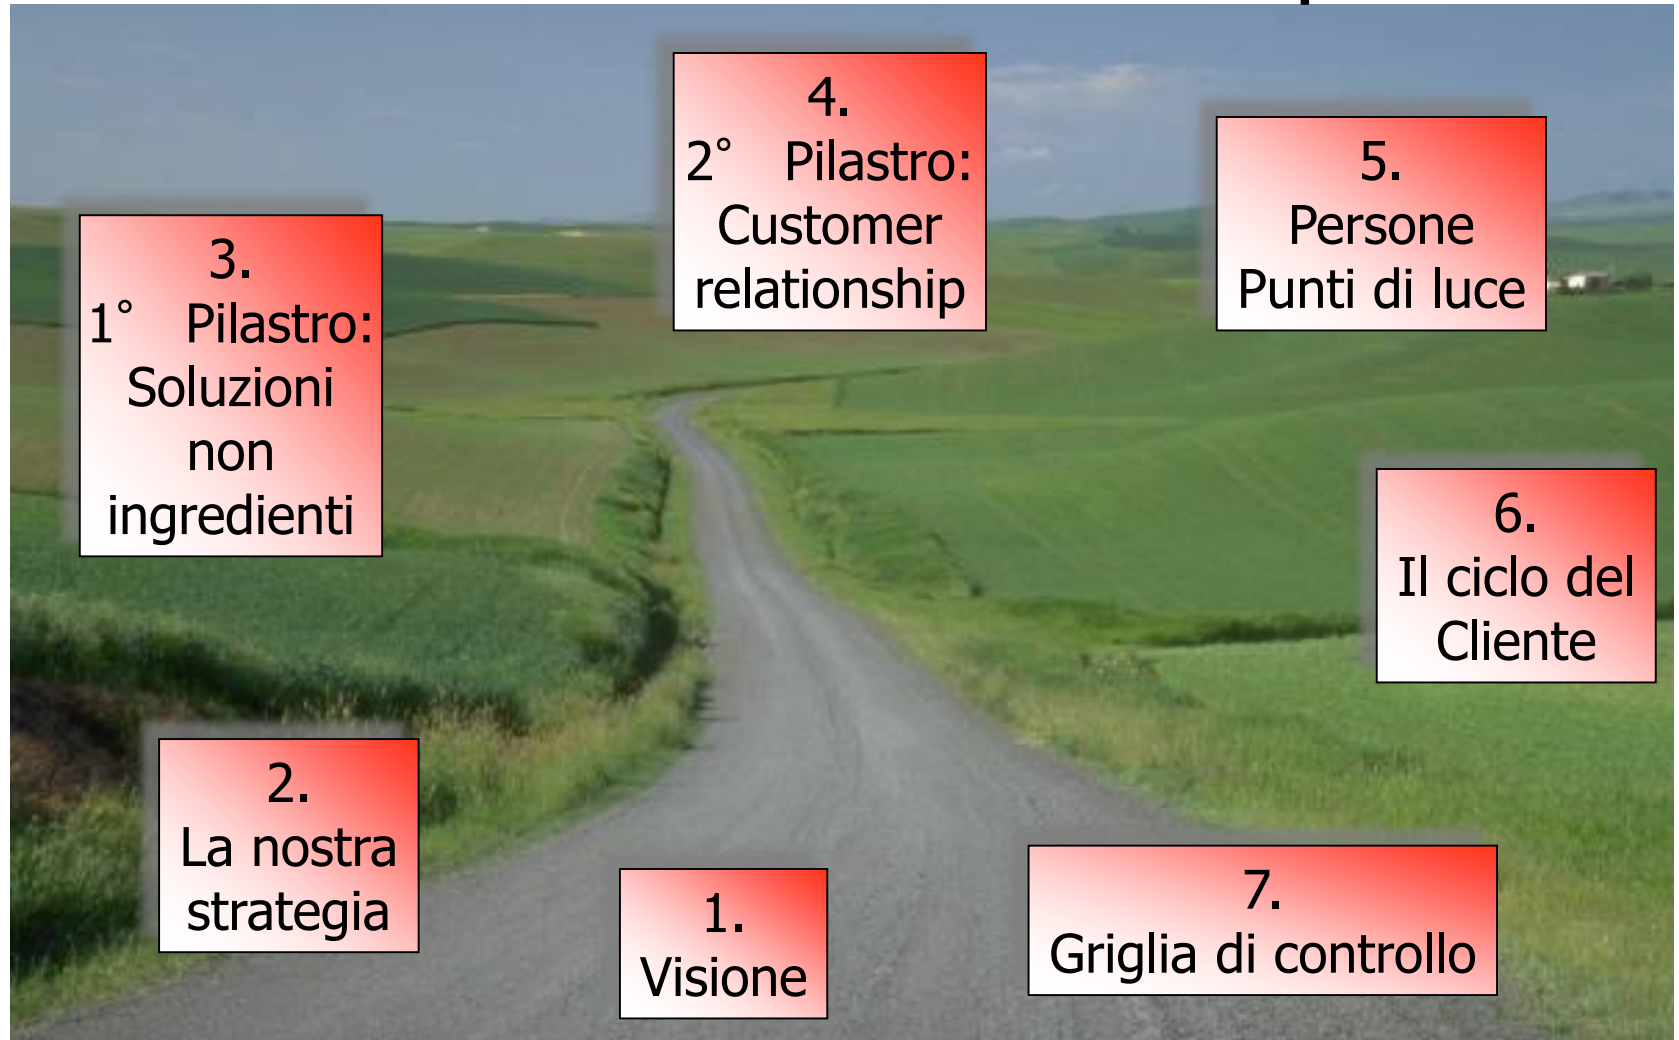 4.
2° Pilastro:
Customer
relationship
5.
Persone
Punti di luce
3.
1° Pilastro:
Soluzioni
non
ingredienti
6.
Il ciclo del
Cliente
2.
La nostra
strategia
1.
Visione
7.
Griglia di controllo